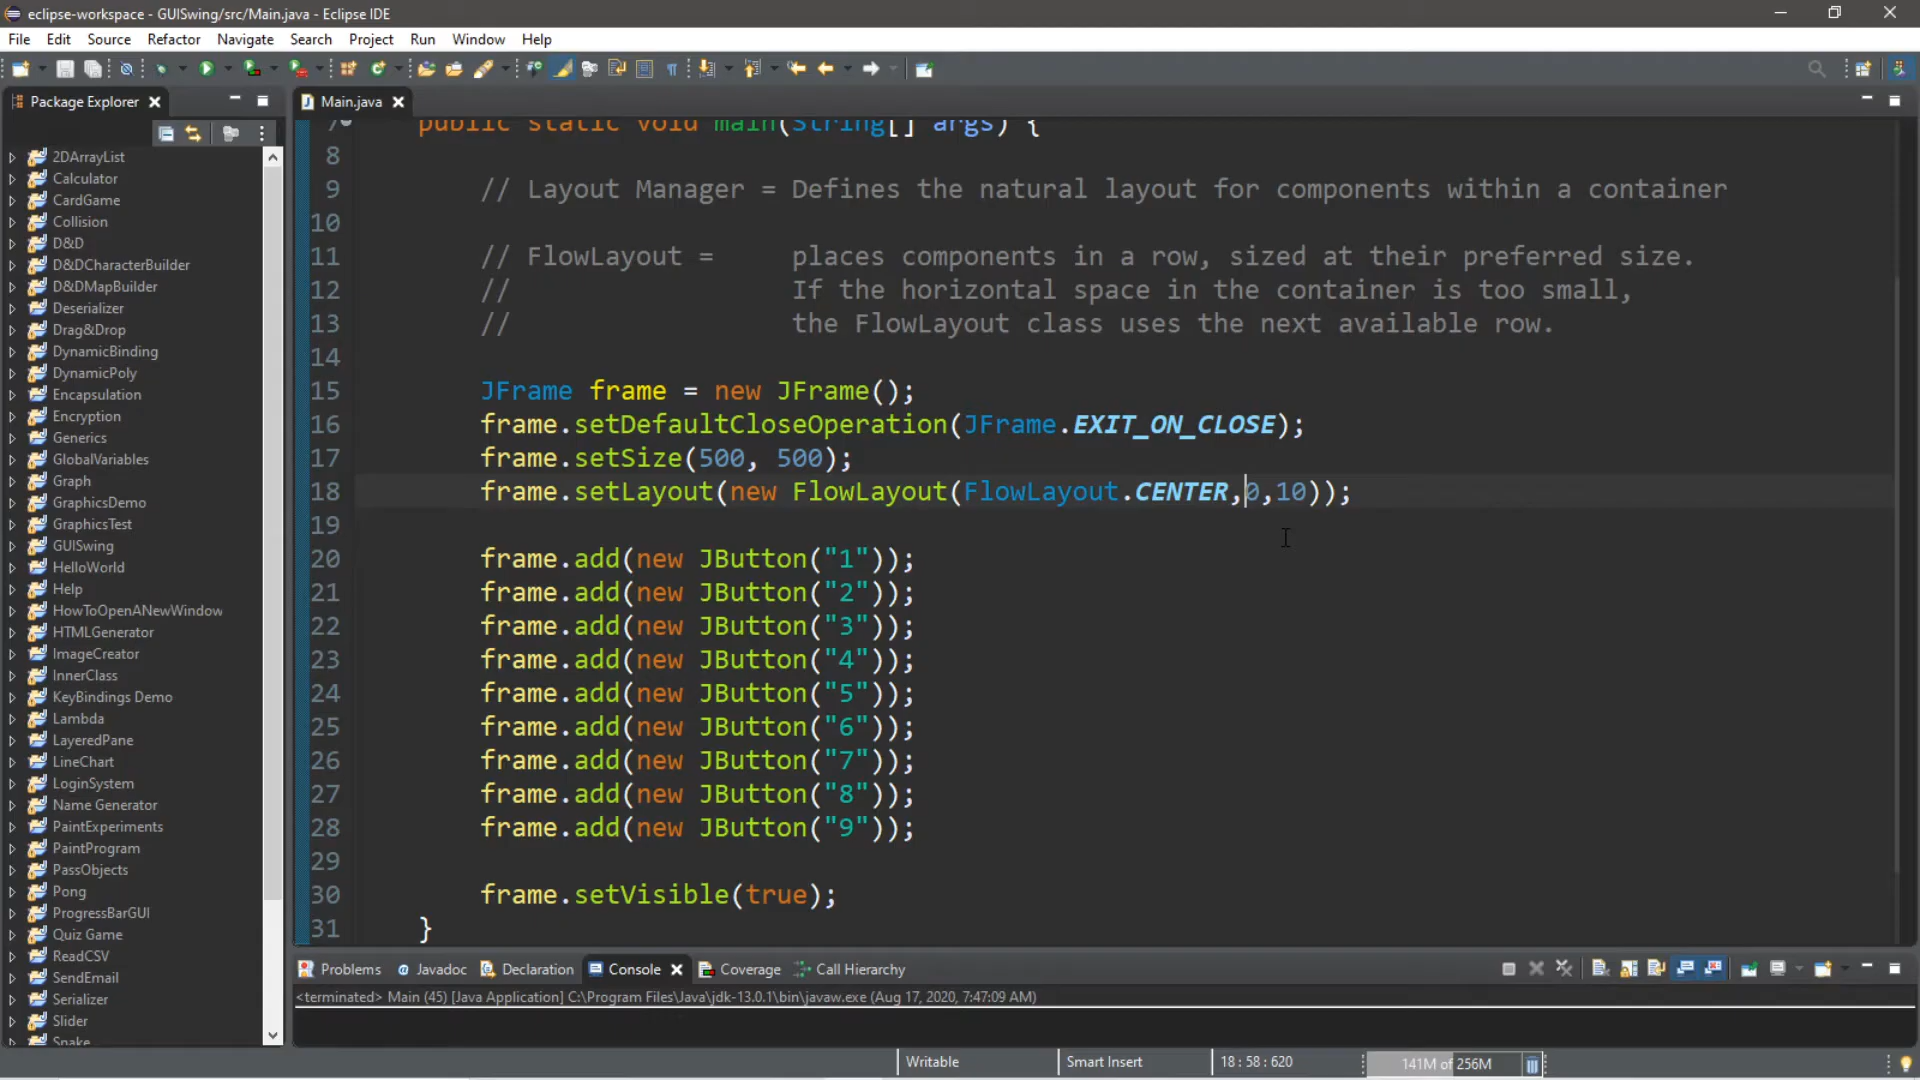 eclipse-workspace - GUISwing/src/Main.java - Eclipse IDE
File Edit Source Refactor Navigate Search Project Run Window Help
Package Explorer
Main.java
2DArrayList
Calculator
CardGame
Collision
D&D
D&DCharacterBuilder
D&DMapBuilder
Deserializer
Drag&Drop
DynamicBinding
DynamicPoly
Encapsulation
Encryption
Generics
GlobalVariables
Graph
GraphicsDemo
GraphicsTest
GUISwing
HelloWorld
Help
HowToOpenANewWindow
HTMLGenerator
ImageCreator
InnerClass
KeyBindings Demo
Lambda
LayeredPane
LineChart
LoginSystem
Name Generator
PaintExperiments
PaintProgram
PassObjects
Pong
ProgressBarGUI
Quiz Game
ReadCSV
SendEmail
Serializer
Slider
Snake
7 public static void main(String[] args) {
8
9 // Layout Manager = Defines the natural layout for components within a container
10
11 // FlowLayout = places components in a row, sized at their preferred size.
12 // If the horizontal space in the container is too small,
13 // the FlowLayout class uses the next available row.
14
15 JFrame frame = new JFrame();
16 frame.setDefaultCloseOperation(JFrame.EXIT_ON_CLOSE);
17 frame.setSize(500, 500);
18 frame.setLayout(new FlowLayout(FlowLayout.CENTER,0,10));
19
20 frame.add(new JButton("1"));
21 frame.add(new JButton("2"));
22 frame.add(new JButton("3"));
23 frame.add(new JButton("4"));
24 frame.add(new JButton("5"));
25 frame.add(new JButton("6"));
26 frame.add(new JButton("7"));
27 frame.add(new JButton("8"));
28 frame.add(new JButton("9"));
29
30 frame.setVisible(true);
31 }
Problems @ Javadoc Declaration Console Coverage Call Hierarchy
<terminated> Main (45) [Java Application] C:\Program Files\Java\jdk-13.0.1\bin\javaw.exe (Aug 17, 2020, 7:47:09 AM)
Writable Smart Insert 18 : 58 : 620 141M of 256M